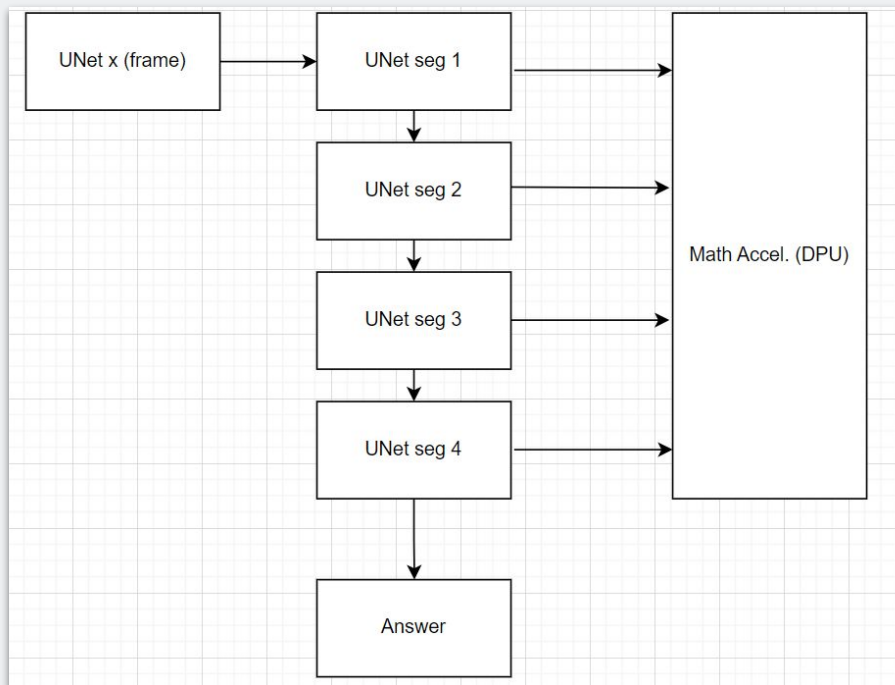 UNet x (frame)
UNet seg 1
UNet seg 2
Math Accel. (DPU)
UNet seg 3
UNet seg 4
Answer